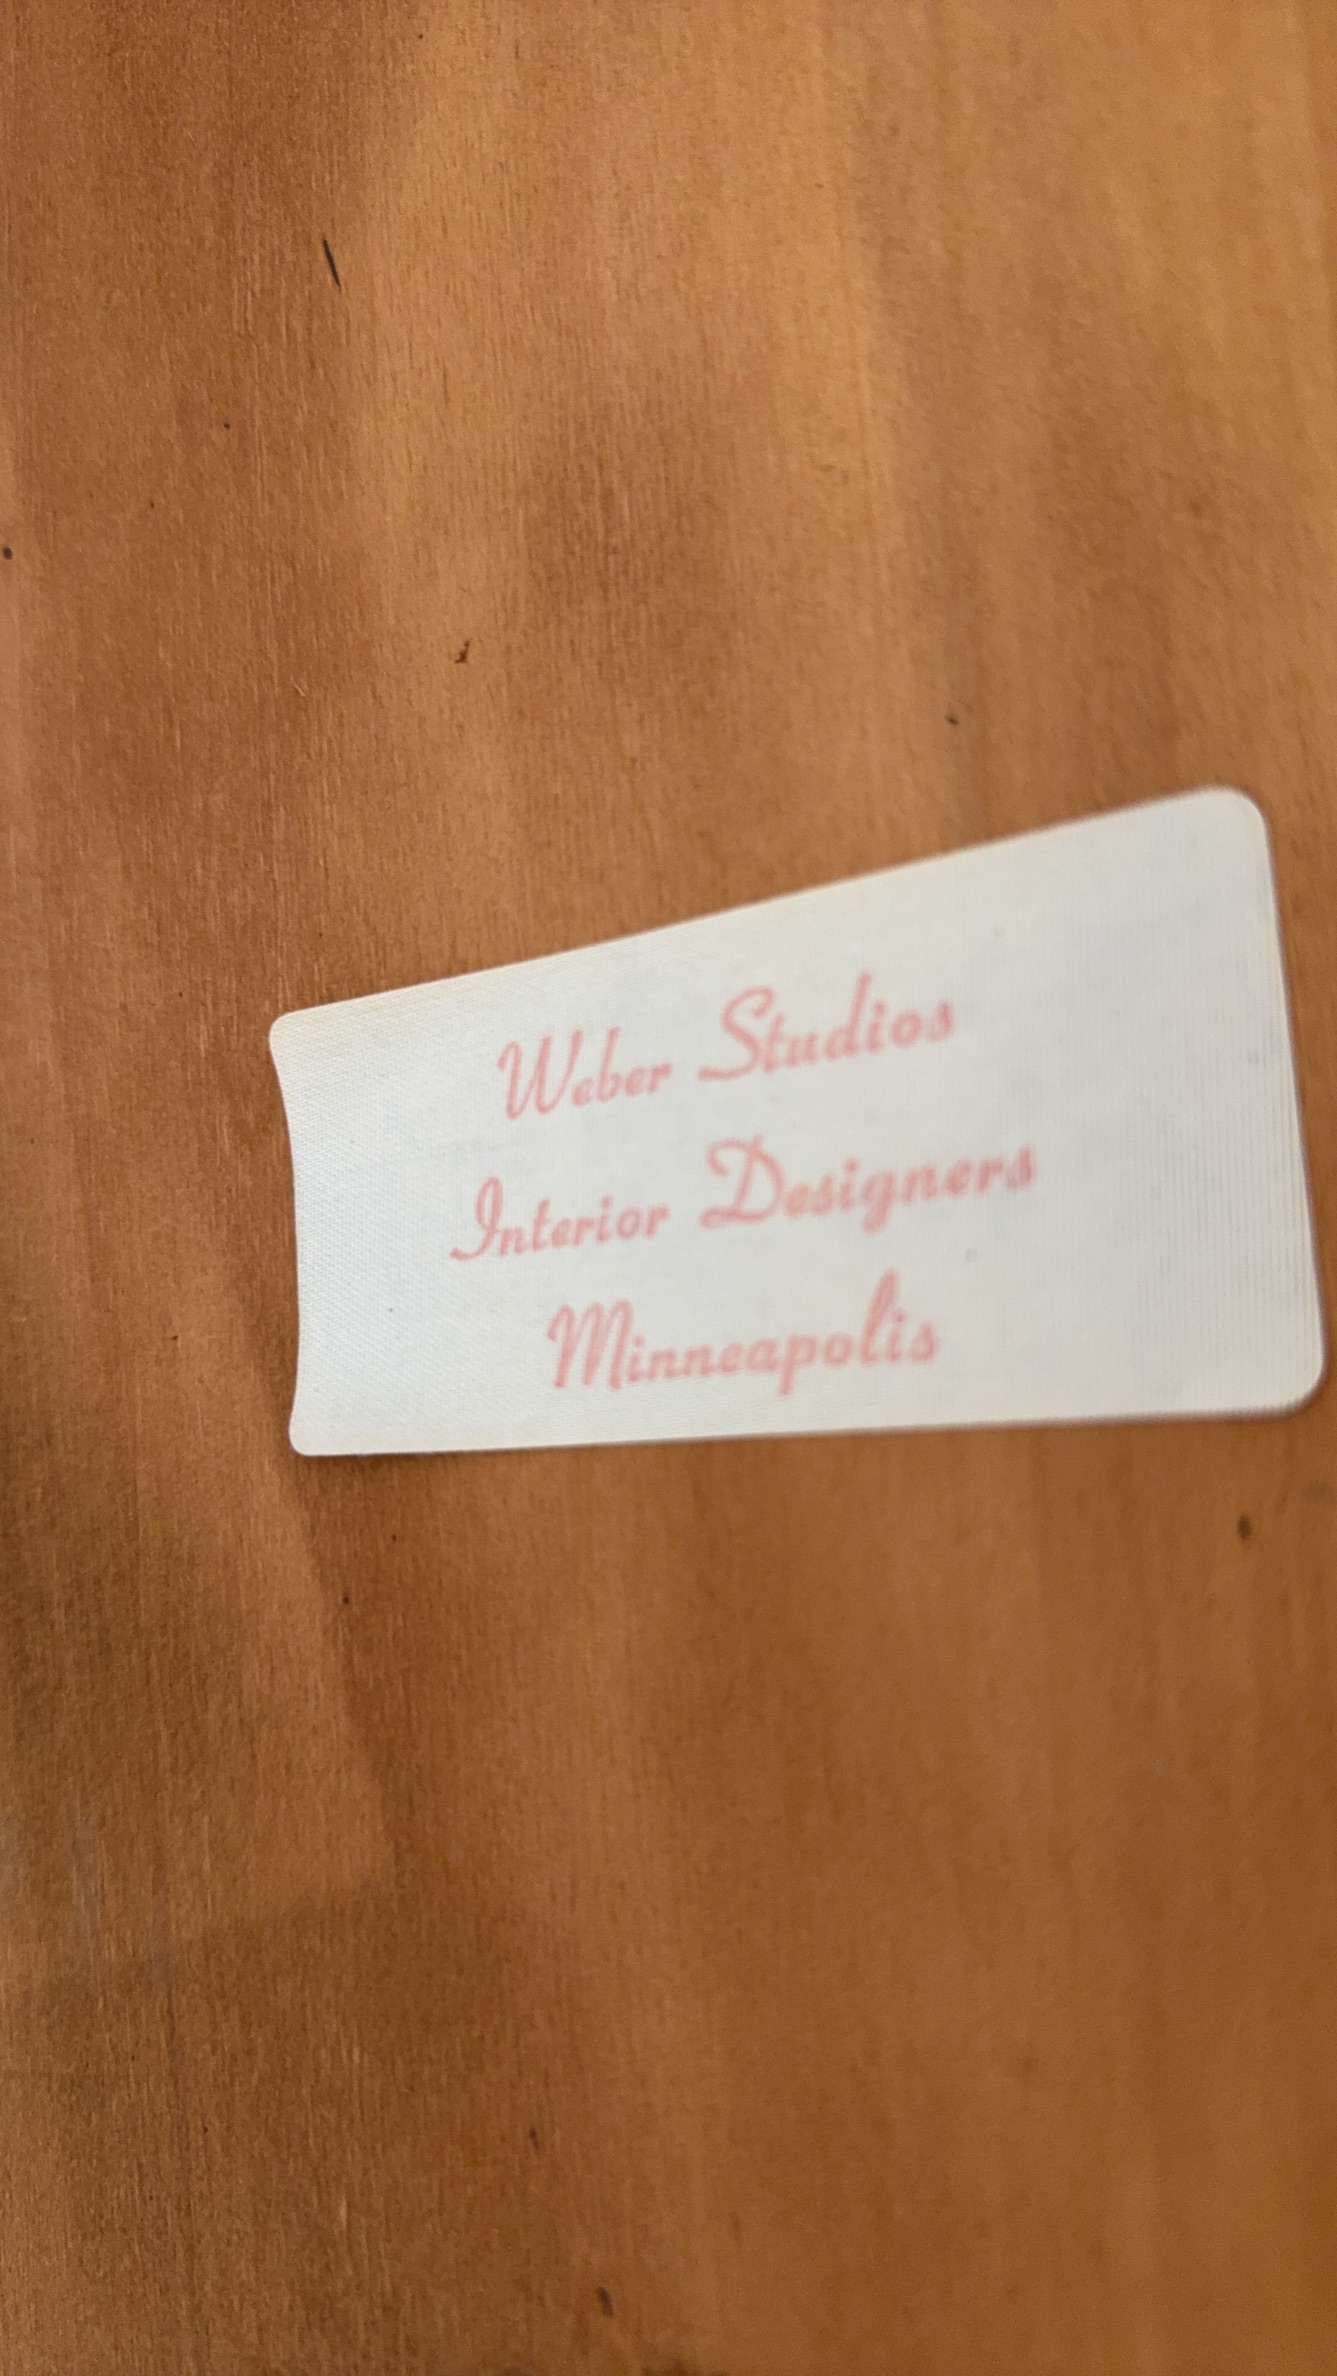 Weber Studios
Interior Designers
Minneapolis